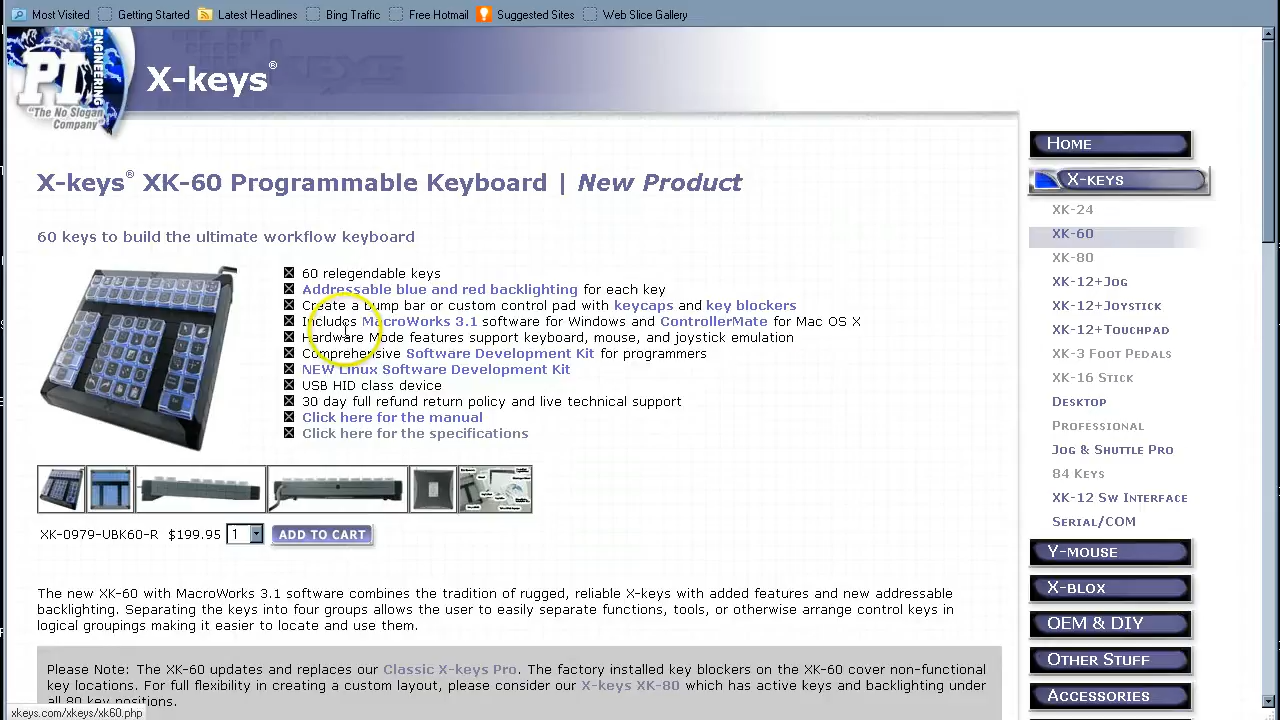 Most Visited Getting Started Latest Headlines Bing Traffic Free Hotmail Suggested Sites Web Slice Gallery
PI ENGINEERING
"The No Slogan
Company"
X-keys®
X-keys® XK-60 Programmable Keyboard | New Product
60 keys to build the ultimate workflow keyboard
60 relegendable keys
Addressable blue and red backlighting for each key
Create a bump bar or custom control pad with keycaps and key blockers
Includes MacroWorks 3.1 software for Windows and ControllerMate for Mac OS X
Hardware Mode features support keyboard, mouse, and joystick emulation
Comprehensive Software Development Kit for programmers
NEW Linux Software Development Kit
USB HID class device
30 day full refund return policy and live technical support
Click here for the manual
Click here for the specifications
XK-0979-UBK60-R $199.95 1 ADD TO CART
The new XK-60 with MacroWorks 3.1 software continues the tradition of rugged, reliable X-keys with added features and new addressable
backlighting. Separating the keys into four groups allows the user to easily separate functions, tools, or otherwise arrange control keys in
logical groupings making it easier to locate and use them.
Please Note: The XK-60 updates and replaces our Classic X-keys Pro. The factory installed key blockers on the XK-60 cover non-functional
key locations. For full flexibility in creating a custom layout, please consider our X-keys XK-80 which has active keys and backlighting under
all 80 key positions.
xkeys.com/xkeys/xk60.php
Home
X-keys
XK-24
XK-60
XK-80
XK-12+Jog
XK-12+Joystick
XK-12+Touchpad
XK-3 Foot Pedals
XK-16 Stick
Desktop
Professional
Jog & Shuttle Pro
84 Keys
XK-12 Sw Interface
Serial/COM
Y-mouse
X-blox
OEM & DIY
Other Stuff
Accessories